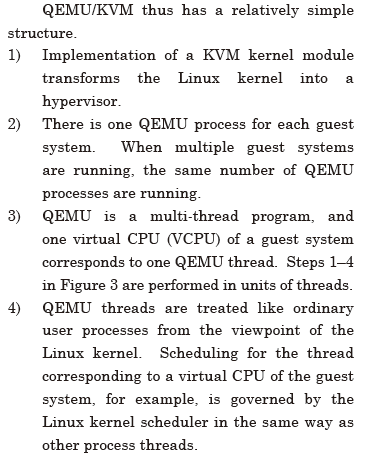 QEMU/KVM thus has a relatively simple
structure.
1) Implementation of a KVM kernel module
transforms the Linux kernel into a
hypervisor.
2) There is one QEMU process for each guest
system. When multiple guest systems
are running, the same number of QEMU
processes are running.
3) QEMU is a multi-thread program, and
one virtual CPU (VCPU) of a guest system
corresponds to one QEMU thread. Steps 1–4
in Figure 3 are performed in units of threads.
4) QEMU threads are treated like ordinary
user processes from the viewpoint of the
Linux kernel. Scheduling for the thread
corresponding to a virtual CPU of the guest
system, for example, is governed by the
Linux kernel scheduler in the same way as
other process threads.